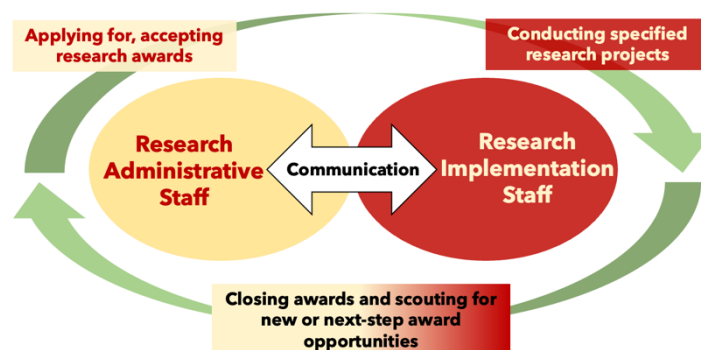 Applying for, accepting
research awards
Conducting specified
research projects
Research
Administrative
Staff
Communication
Research
Implementation
Staff
Closing awards and scouting for
new or next-step award
opportunities